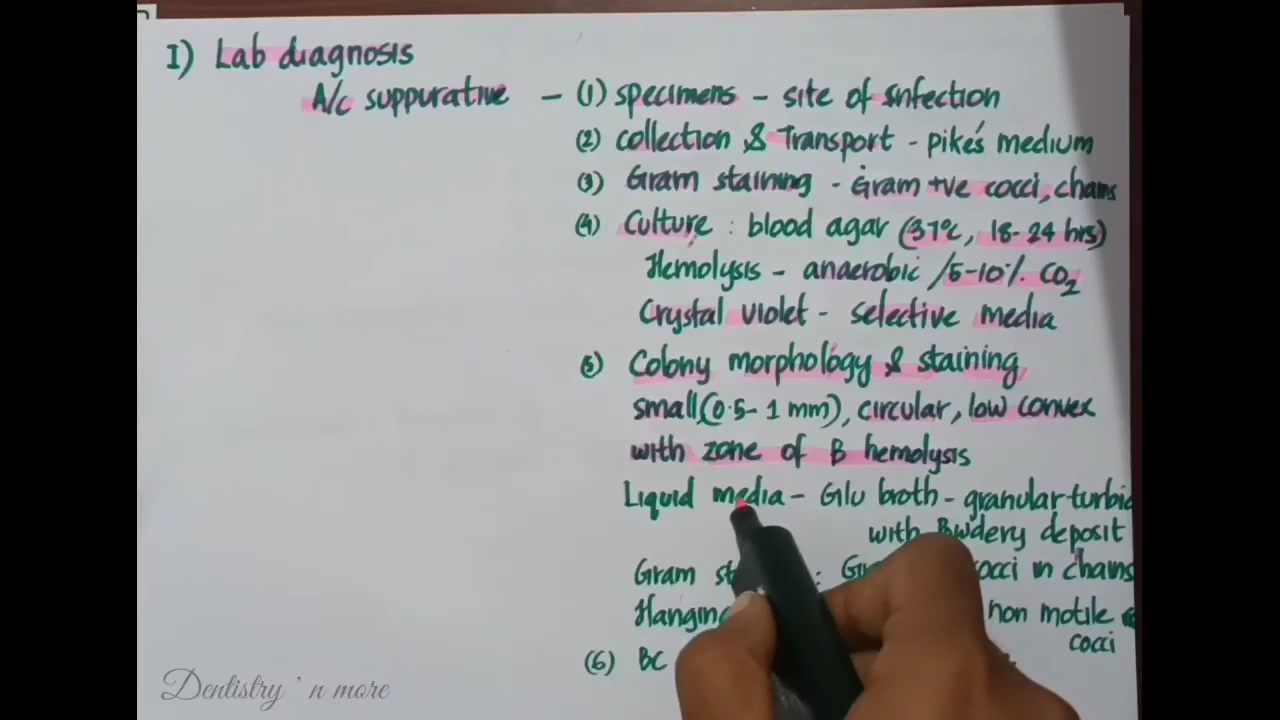 I) Lab diagnosis
A/c suppurative - (1) specimens - site of infection
(2) collection & Transport - pike's medium
(3) Gram staining - Gram +ve cocci, chains
(4) Culture : blood agar (37°c, 18-24 hrs)
Hemolysis - anaerobic /5-10% CO2
Crystal violet - selective media
(5) Colony morphology & staining
small (0.5-1 mm), circular, low convex
with zone of B hemolysis
Liquid media - Glu broth - granular turbid
with Powdery deposit
Gram st : cocci in chains
Hanging non motile
cocci
(6) BC
Dentistry ' n more